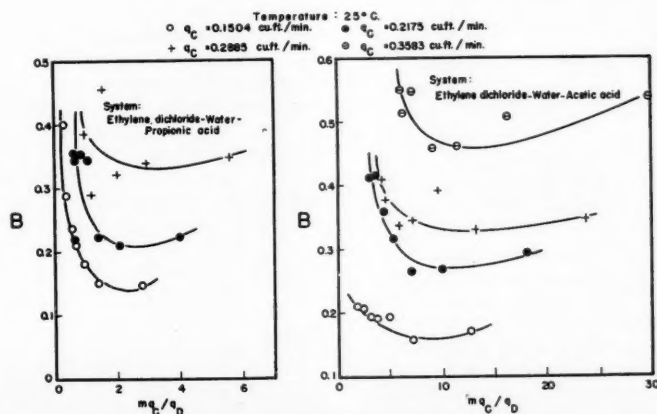 Temperature : 25° C.
q_C = 0.1504 cu.ft./min.
q_C = 0.2175 cu.ft./min.
q_C = 0.2885 cu.ft./min.
q_C = 0.3583 cu.ft./min.
System:
Ethylene dichloride-Water-
Propionic acid
0.5
0.4
0.3
0.2
0.1
B
0
2
4
6
mq_C/q_D
System:
Ethylene dichloride-Water-Acetic acid
0.6
0.5
0.4
0.3
0.2
0.1
B
0
10
20
30
mq_C/q_D